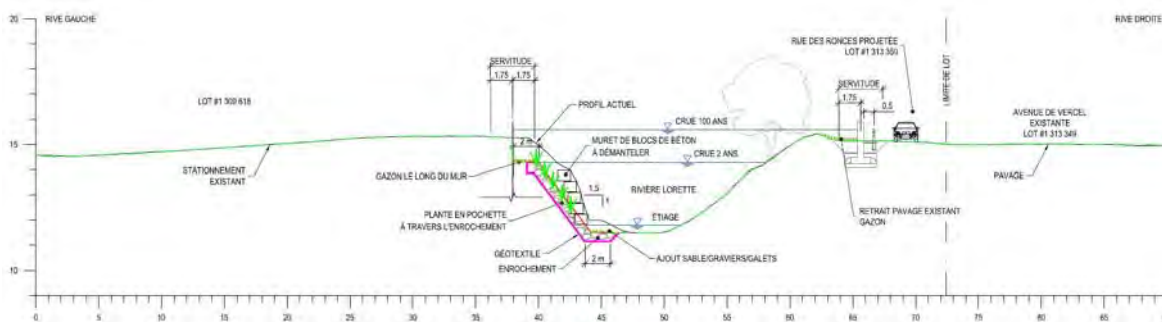 20
RIVE GAUCHE
RIVE DROITE
RUE DES RONCES PROJETÉE
LOT #1 313 350
SERVITUDE
1.75
1.75
SERVITUDE
1.75
0.5
LIMITE DE LOT
LOT #1 309 618
PROFIL ACTUEL
CRUE 100 ANS
AVENUE DE VERCEL
EXISTANTE
LOT #1 313 349
15
2 m
MURET DE BLOCS DE BÉTON
À DÉMANTELER
CRUE 2 ANS
STATIONNEMENT
EXISTANT
GAZON LE LONG DU MUR
1.5
1
RIVIÈRE LORETTE
PAVAGE
PLANTE EN POCHETTE
À TRAVERS L'ENROCHEMENT
ÉTIAGE
RETRAIT PAVAGE EXISTANT
GAZON
GÉOTEXTILE
ENROCHEMENT
2 m
AJOUT SABLE/GRAVIERS/GALETS
10
0 5 10 15 20 25 30 35 40 45 50 55 60 65 70 75 80 85